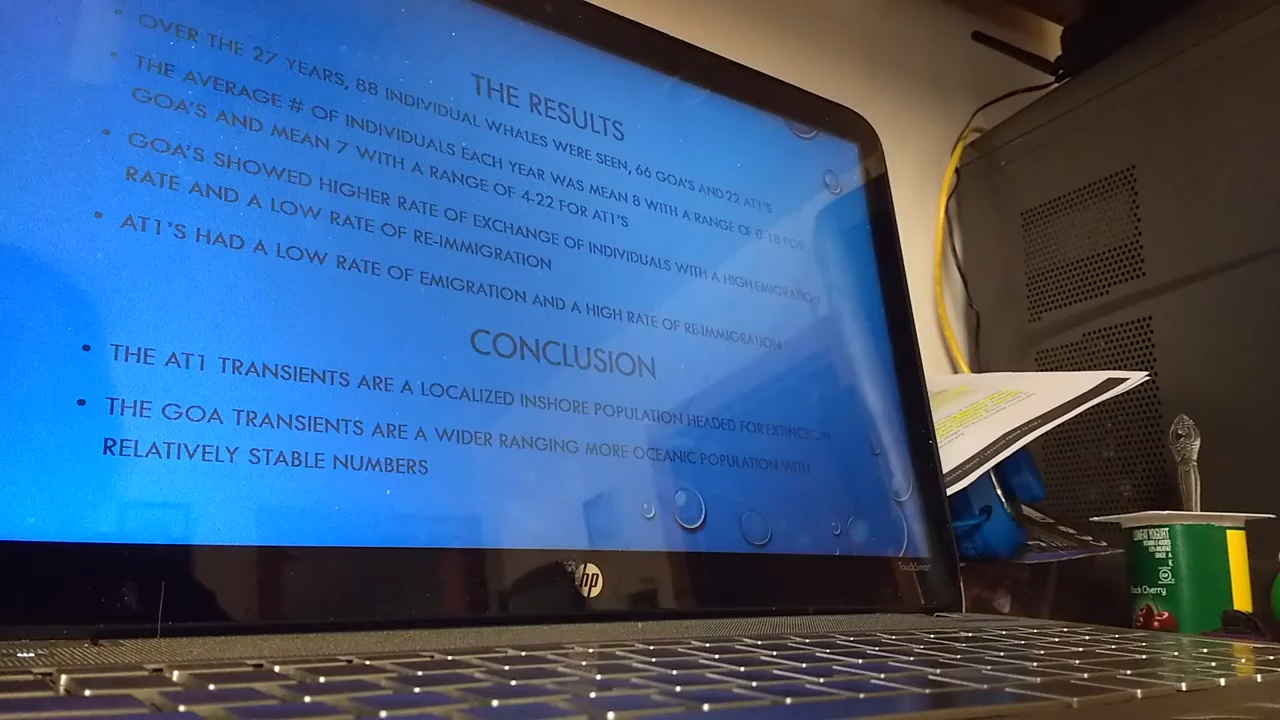 THE RESULTS
• OVER THE 27 YEARS, 88 INDIVIDUAL WHALES WERE SEEN, 66 GOA'S AND 22 AT1'S
• THE AVERAGE # OF INDIVIDUALS EACH YEAR WAS MEAN 8 WITH A RANGE OF 0-18 FOR
GOA'S AND MEAN 7 WITH A RANGE OF 4-22 FOR AT1'S
• GOA'S SHOWED HIGHER RATE OF EXCHANGE OF INDIVIDUALS WITH A HIGH EMIGRATION
RATE AND A LOW RATE OF RE-IMMIGRATION
• AT1'S HAD A LOW RATE OF EMIGRATION AND A HIGH RATE OF RE-IMMIGRATION
CONCLUSION
• THE AT1 TRANSIENTS ARE A LOCALIZED INSHORE POPULATION HEADED FOR EXTINCTION
• THE GOA TRANSIENTS ARE A WIDER RANGING MORE OCEANIC POPULATION WITH
RELATIVELY STABLE NUMBERS
hp
TouchSmart
LOWFAT YOGURT
GRADE A
K
Cherry